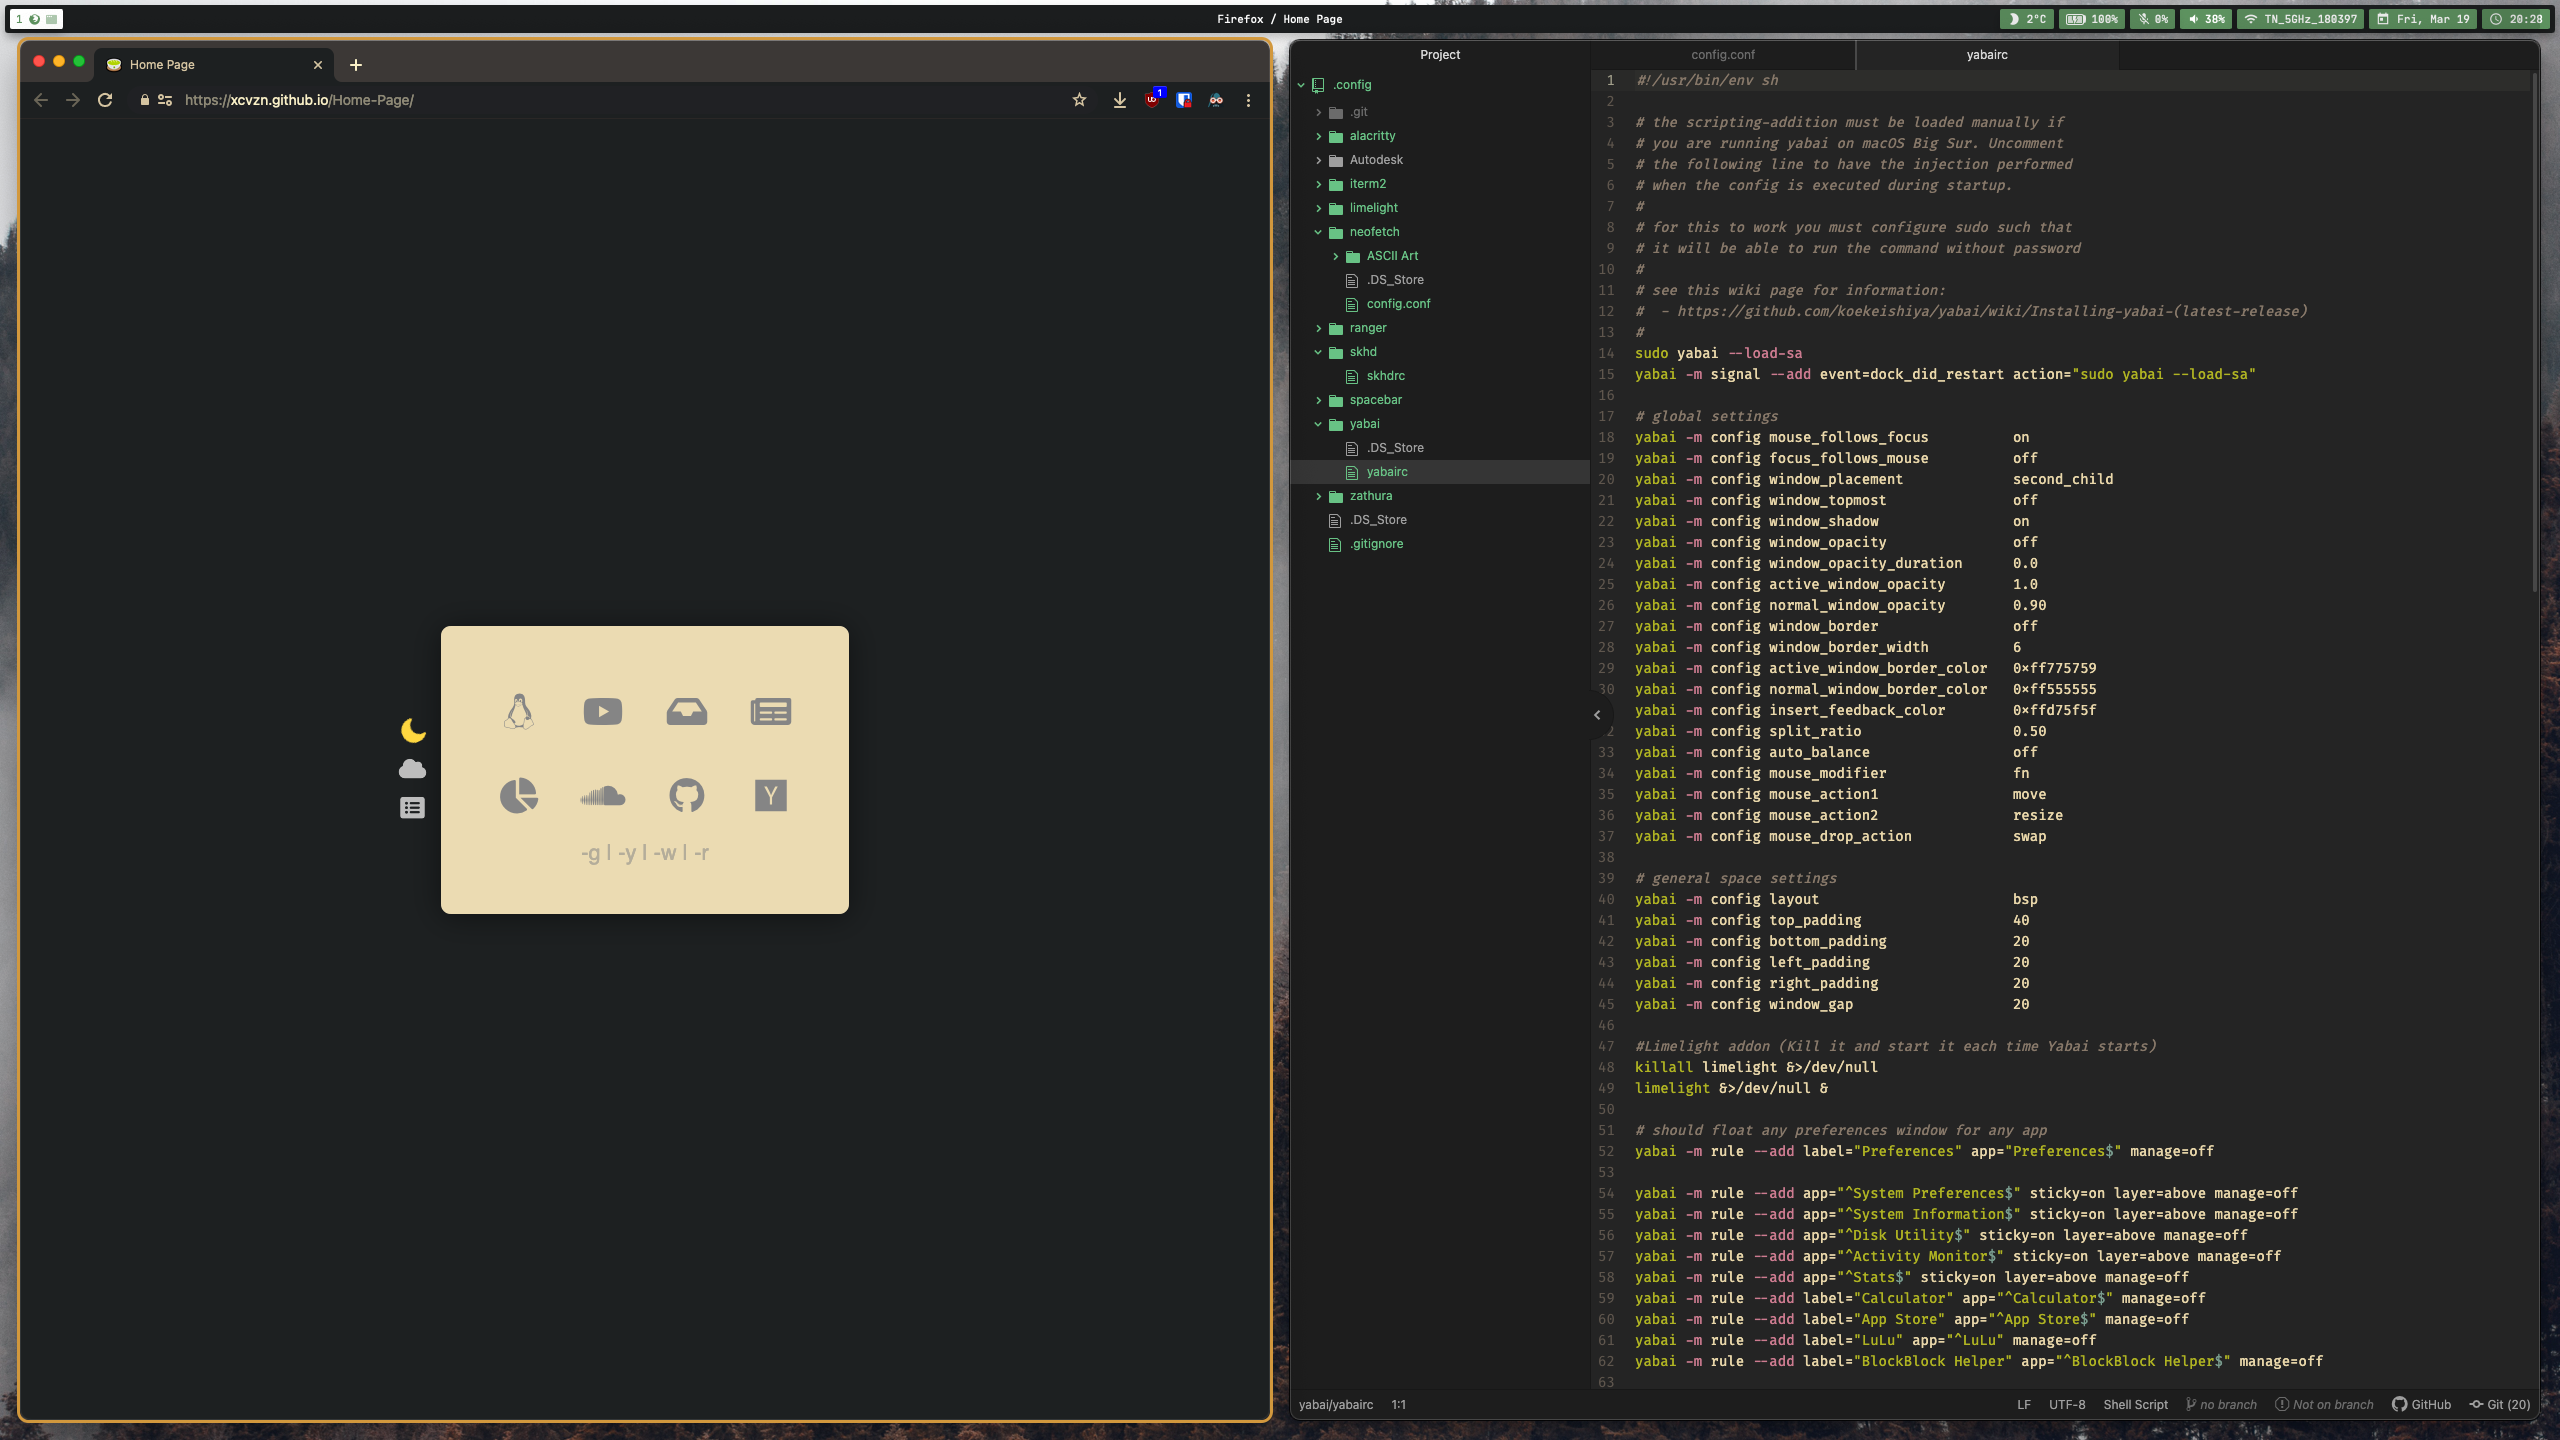 1
Firefox / Home Page
2°C
100%
0%
38%
TN_5GHz_180397
Fri, Mar 19
20:28
Home Page
https://xcvzn.github.io/Home-Page/
1
-g | -y | -w | -r
Y
Project
.config
.git
alacritty
Autodesk
iterm2
limelight
neofetch
ASCII Art
.DS_Store
config.conf
ranger
skhd
skhdrc
spacebar
yabai
.DS_Store
yabairc
zathura
.DS_Store
.gitignore
config.conf
yabairc
1 #!/usr/bin/env sh
2
3 # the scripting-addition must be loaded manually if
4 # you are running yabai on macOS Big Sur. Uncomment
5 # the following line to have the injection performed
6 # when the config is executed during startup.
7 #
8 # for this to work you must configure sudo such that
9 # it will be able to run the command without password
10 #
11 # see this wiki page for information:
12 #  - https://github.com/koekeishiya/yabai/wiki/Installing-yabai-(latest-release)
13 #
14 sudo yabai --load-sa
15 yabai -m signal --add event=dock_did_restart action="sudo yabai --load-sa"
16
17 # global settings
18 yabai -m config mouse_follows_focus on
19 yabai -m config focus_follows_mouse off
20 yabai -m config window_placement second_child
21 yabai -m config window_topmost off
22 yabai -m config window_shadow on
23 yabai -m config window_opacity off
24 yabai -m config window_opacity_duration 0.0
25 yabai -m config active_window_opacity 1.0
26 yabai -m config normal_window_opacity 0.90
27 yabai -m config window_border off
28 yabai -m config window_border_width 6
29 yabai -m config active_window_border_color 0xff775759
30 yabai -m config normal_window_border_color 0xff555555
yabai -m config insert_feedback_color 0xffd75f5f
2 yabai -m config split_ratio 0.50
33 yabai -m config auto_balance off
34 yabai -m config mouse_modifier fn
35 yabai -m config mouse_action1 move
36 yabai -m config mouse_action2 resize
37 yabai -m config mouse_drop_action swap
38
39 # general space settings
40 yabai -m config layout bsp
41 yabai -m config top_padding 40
42 yabai -m config bottom_padding 20
43 yabai -m config left_padding 20
44 yabai -m config right_padding 20
45 yabai -m config window_gap 20
46
47 #Limelight addon (Kill it and start it each time Yabai starts)
48 killall limelight &>/dev/null
49 limelight &>/dev/null &
50
51 # should float any preferences window for any app
52 yabai -m rule --add label="Preferences" app="Preferences$" manage=off
53
54 yabai -m rule --add app="^System Preferences$" sticky=on layer=above manage=off
55 yabai -m rule --add app="^System Information$" sticky=on layer=above manage=off
56 yabai -m rule --add app="^Disk Utility$" sticky=on layer=above manage=off
57 yabai -m rule --add app="^Activity Monitor$" sticky=on layer=above manage=off
58 yabai -m rule --add app="^Stats$" sticky=on layer=above manage=off
59 yabai -m rule --add label="Calculator" app="^Calculator$" manage=off
60 yabai -m rule --add label="App Store" app="^App Store$" manage=off
61 yabai -m rule --add label="LuLu" app="^LuLu" manage=off
62 yabai -m rule --add label="BlockBlock Helper" app="^BlockBlock Helper$" manage=off
63
yabai/yabairc 1:1
LF UTF-8 Shell Script no branch Not on branch GitHub Git (20)